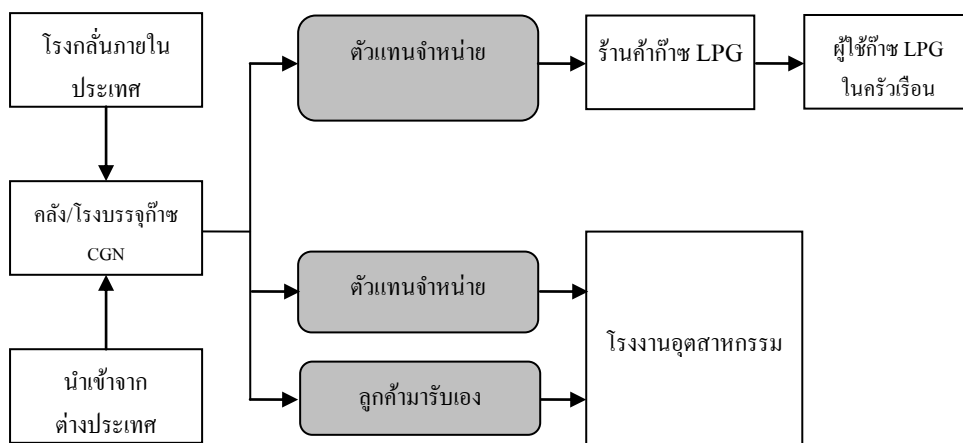 โรงกลั่นภายใน
ประเทศ
ตัวแทนจำหน่าย
ร้านค้าก๊าซ LPG
ผู้ใช้ก๊าซ LPG
ในครัวเรือน
คลัง/โรงบรรจุก๊าซ
CGN
ตัวแทนจำหน่าย
โรงงานอุตสาหกรรม
นำเข้าจาก
ต่างประเทศ
ลูกค้ามารับเอง